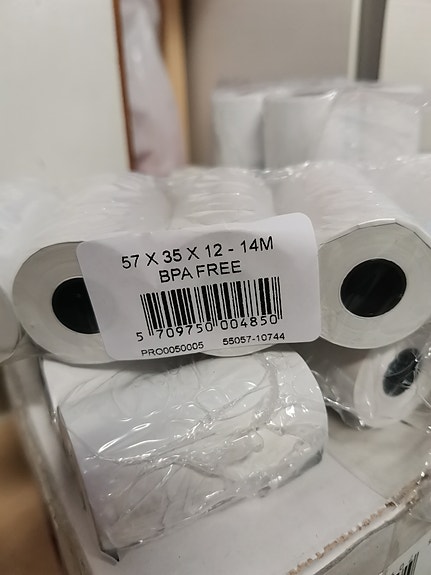 57 X 35 X 12 - 14M
BPA FREE
5 709750 004850
PRO0050005 55057-10744